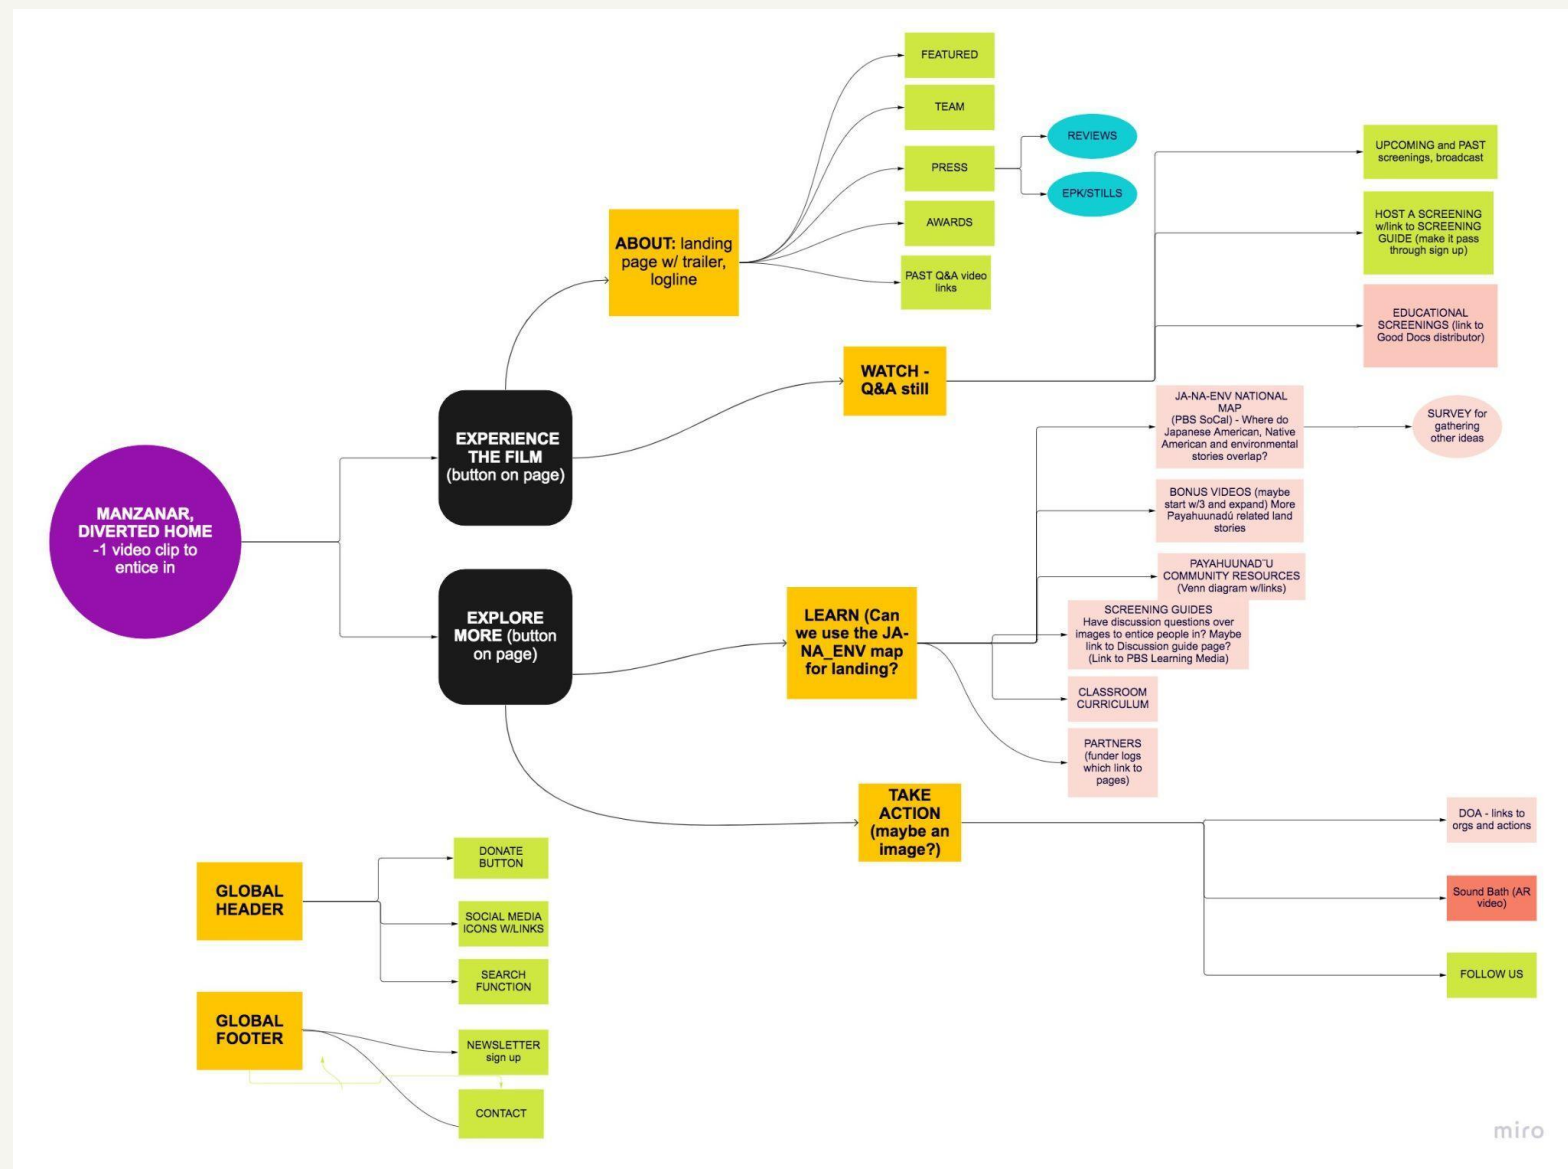 FEATURED
TEAM
PRESS
AWARDS
PAST Q&A video
links
REVIEWS
EPK/STILLS
UPCOMING and PAST
screenings, broadcast
HOST A SCREENING
w/link to SCREENING
GUIDE (make it pass
through sign up)
EDUCATIONAL
SCREENINGS (link to
Good Docs distributor)
ABOUT: landing
page w/ trailer,
logline
WATCH -
Q&A still
EXPERIENCE
THE FILM
(button on page)
MANZANAR,
DIVERTED HOME
-1 video clip to
entice in
EXPLORE
MORE (button
on page)
JA-NA-ENV NATIONAL
MAP
(PBS SoCal) - Where do
Japanese American, Native
American and environmental
stories overlap?
SURVEY for
gathering
other ideas
BONUS VIDEOS (maybe
start w/3 and expand) More
Payahuunadü related land
stories
PAYAHUUNAD¨U
COMMUNITY RESOURCES
(Venn diagram w/links)
LEARN (Can
we use the JA-
NA_ENV map
for landing?
SCREENING GUIDES
Have discussion questions over
images to entice people in? Maybe
link to Discussion guide page?
(Link to PBS Learning Media)
CLASSROOM
CURRICULUM
PARTNERS
(funder logs
which link to
pages)
TAKE
ACTION
(maybe an
image?)
DOA - links to
orgs and actions
Sound Bath (AR
video)
FOLLOW US
GLOBAL
HEADER
DONATE
BUTTON
SOCIAL MEDIA
ICONS W/LINKS
SEARCH
FUNCTION
GLOBAL
FOOTER
NEWSLETTER
sign up
CONTACT
miro